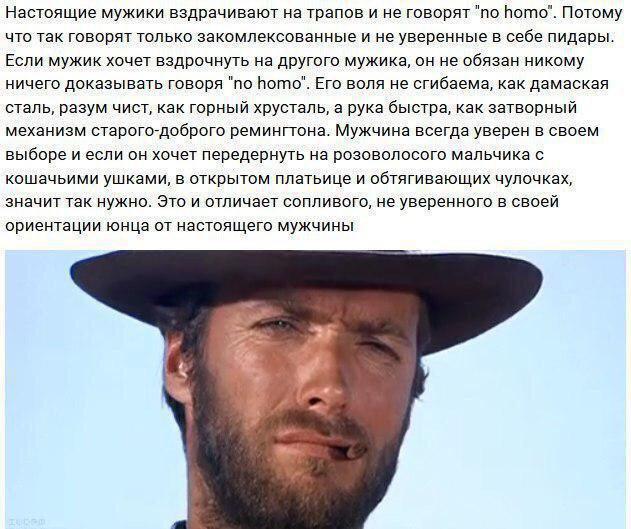 Настоящие мужики вздрачивают на трапов и не говорят "no homo". Потому
что так говорят только закомлексованные и не уверенные в себе пидары.
Если мужик хочет вздрочнуть на другого мужика, он не обязан никому
ничего доказывать говоря "no homo". Его воля не сгибаема, как дамаская
сталь, разум чист, как горный хрусталь, а рука быстра, как затворный
механизм старого-доброго ремингтона. Мужчина всегда уверен в своем
выборе и если он хочет передернуть на розоволосого мальчика с
кошачьими ушками, в открытом платьице и обтягивающих чулочках,
значит так нужно. Это и отличает сопливого, не уверенного в своей
ориентации юнца от настоящего мужчины